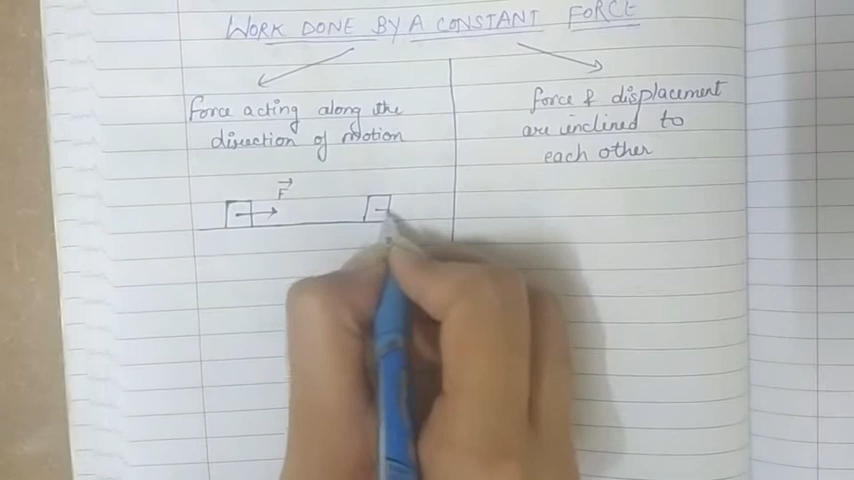 WORK DONE BY A CONSTANT FORCE
Force acting along the
direction of motion
F
Force & displacement
are inclined to
each other